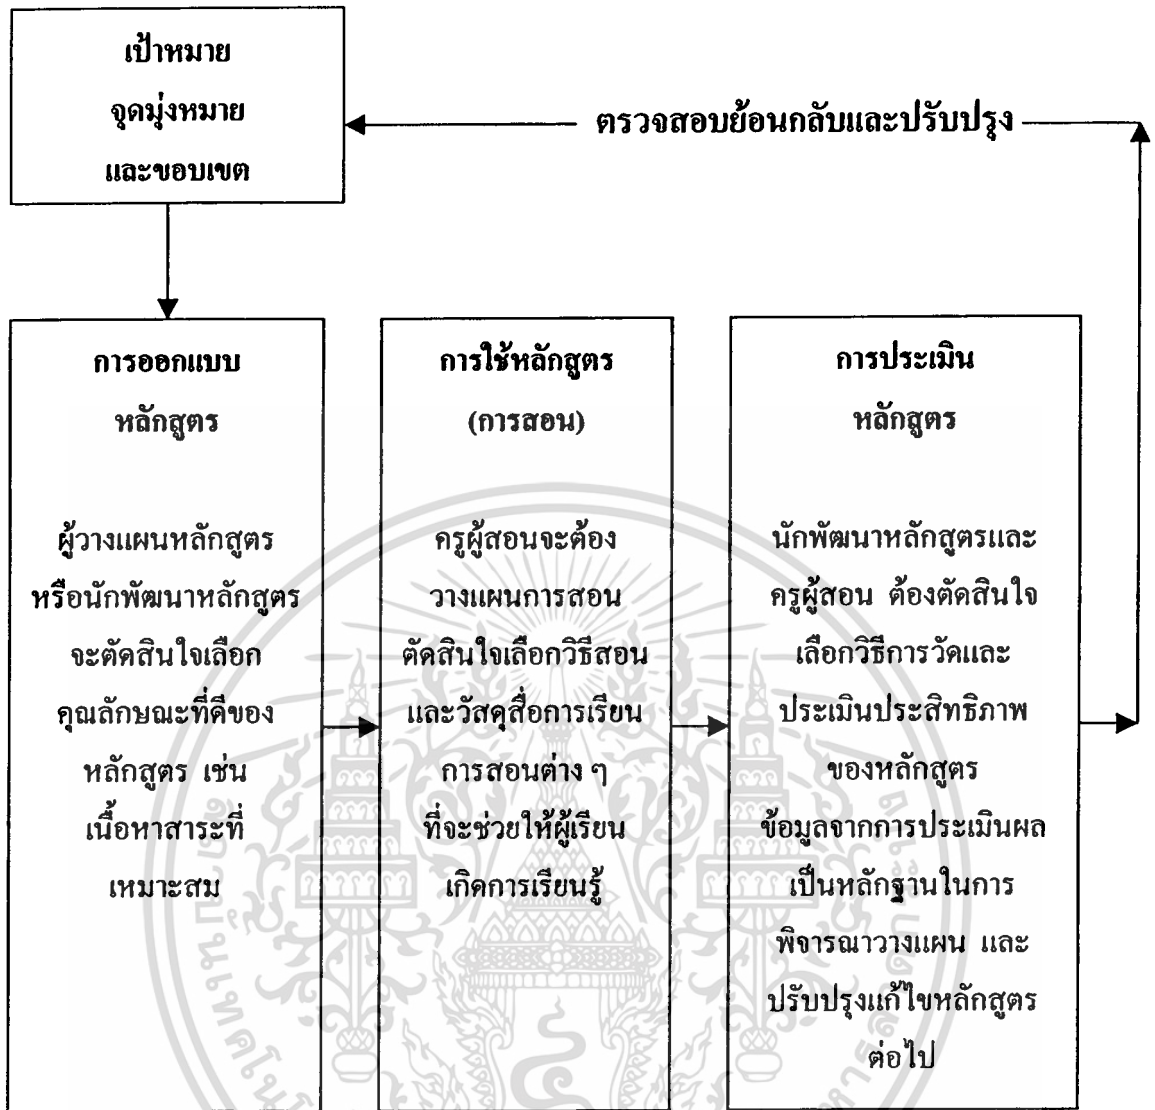 เป้าหมาย
จุดมุ่งหมาย
และขอบเขต
ตรวจสอบย้อนกลับและปรับปรุง
การออกแบบ
หลักสูตร
ผู้วางแผนหลักสูตร
หรือนักพัฒนาหลักสูตร
จะตัดสินใจเลือก
คุณลักษณะที่ดีของ
หลักสูตร เช่น
เนื้อหาสาระที่
เหมาะสม
การใช้หลักสูตร
(การสอน)
ครูผู้สอนจะต้อง
วางแผนการสอน
ตัดสินใจเลือกวิธีสอน
และวัสดุสื่อการเรียน
การสอนต่าง ๆ
ที่จะช่วยให้ผู้เรียน
เกิดการเรียนรู้
การประเมิน
หลักสูตร
นักพัฒนาหลักสูตรและ
ครูผู้สอน ต้องตัดสินใจ
เลือกวิธีการวัดและ
ประเมินประสิทธิภาพ
ของหลักสูตร
ข้อมูลจากการประเมินผล
เป็นหลักฐานในการ
พิจารณาวางแผน และ
ปรับปรุงแก้ไขหลักสูตร
ต่อไป